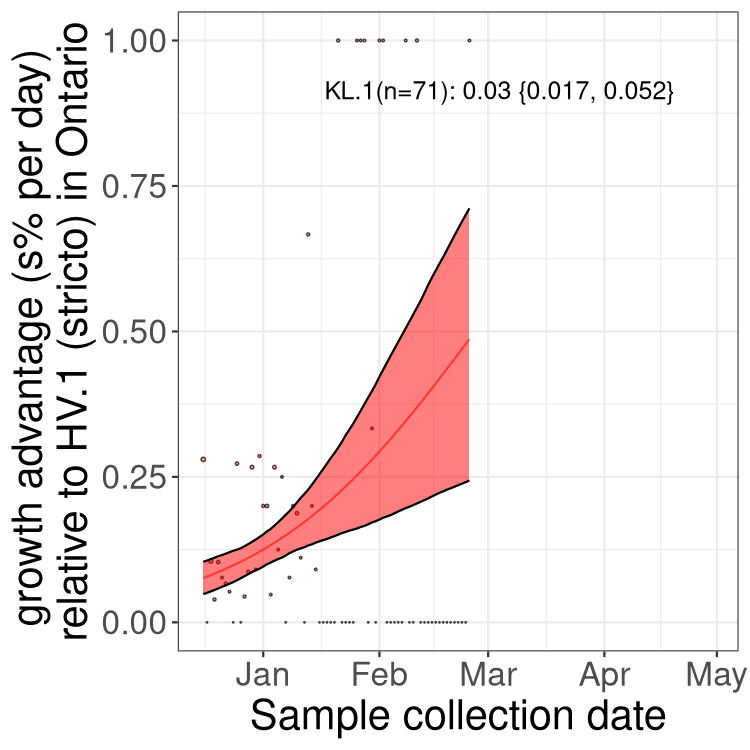 growth advantage (s% per day)
relative to HV.1 (stricto) in Ontario
1.00
KL.1(n=71): 0.03 {0.017, 0.052}
0.75
0.50
0.25
0.00
Jan Feb Mar Apr May
Sample collection date